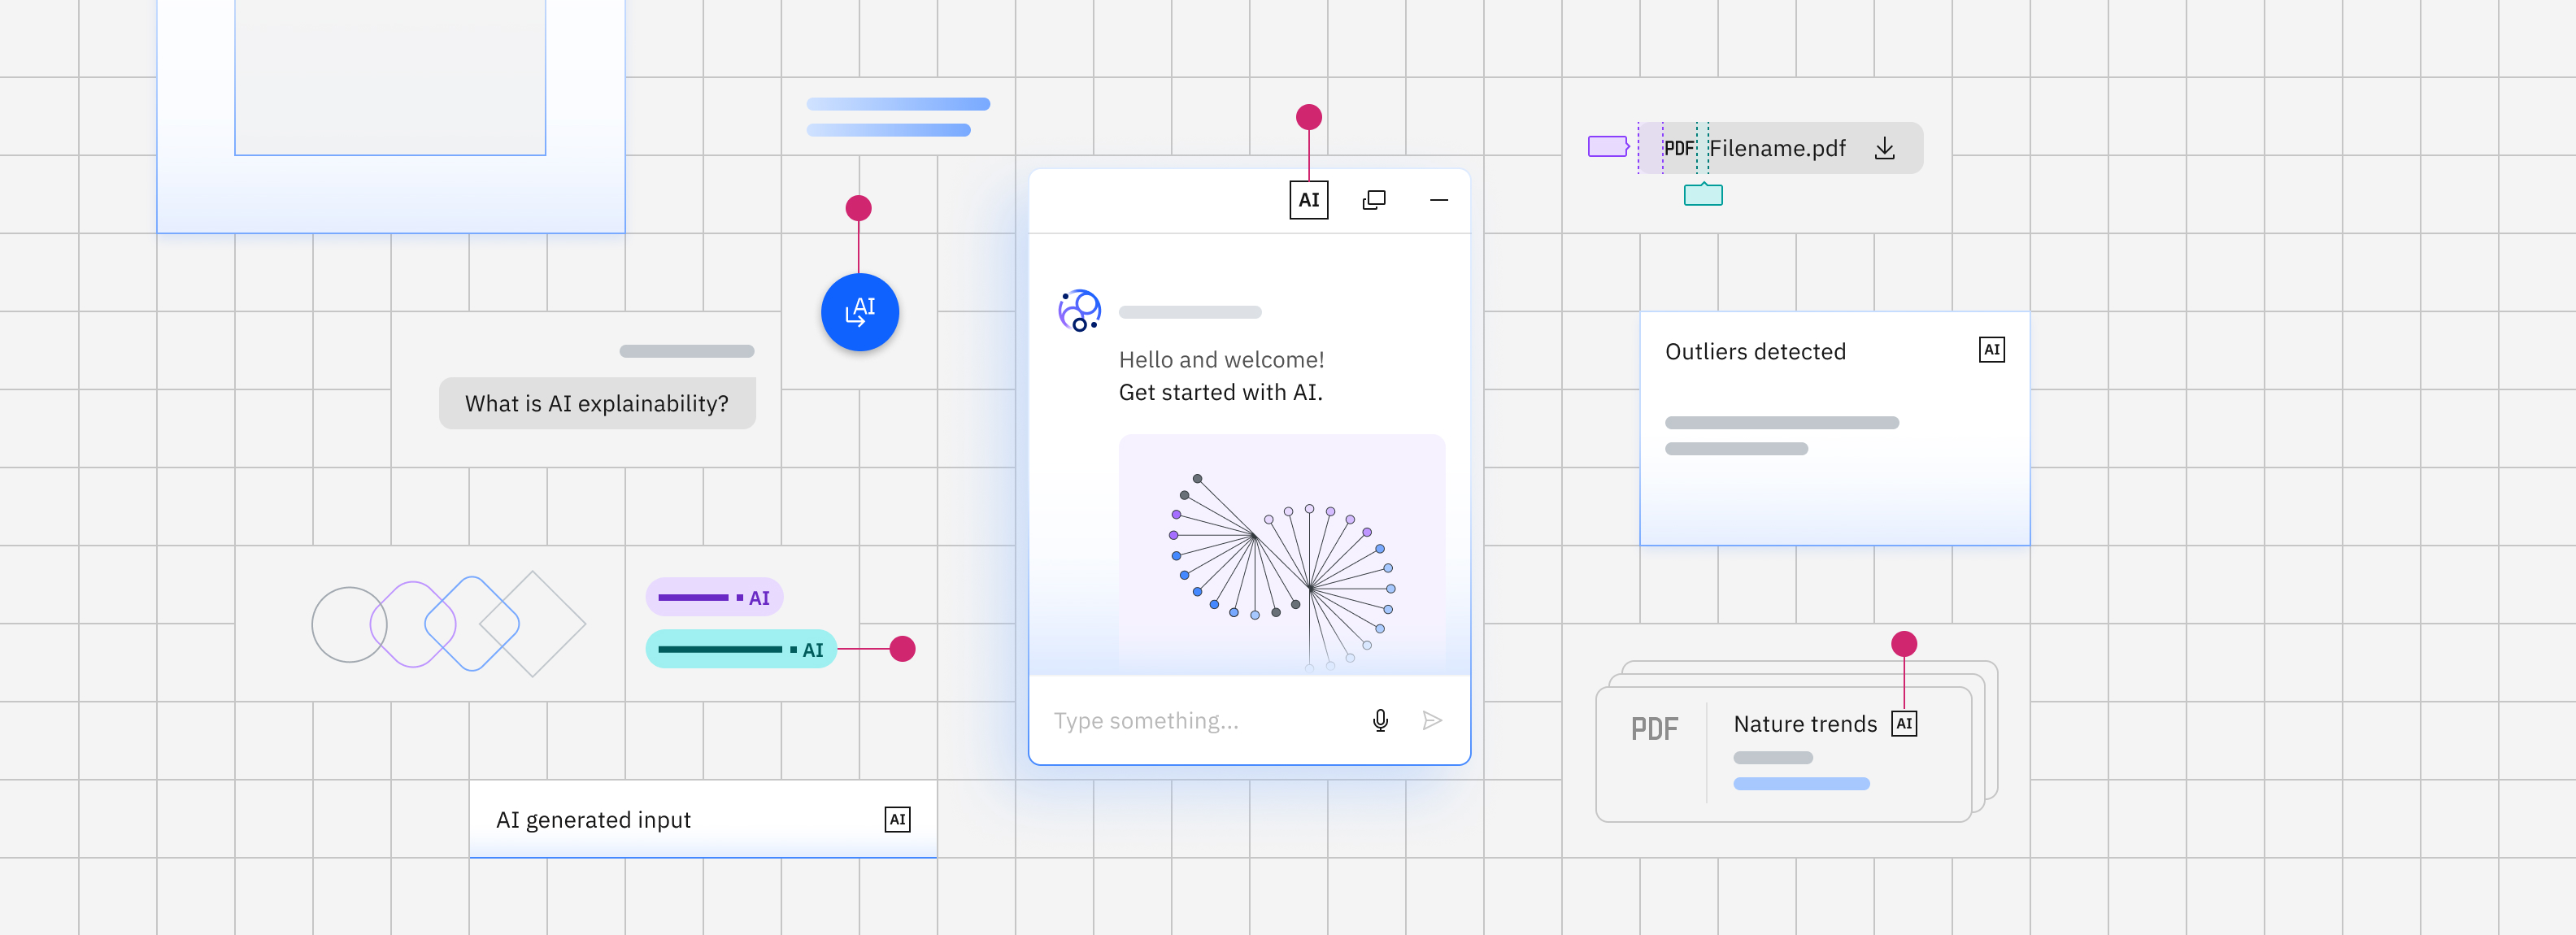 AI
What is AI explainability?
AI
AI
AI generated input
AI
AI
Hello and welcome!
Get started with AI.
Type something...
PDF
Filename.pdf
Outliers detected
AI
PDF
Nature trends
AI